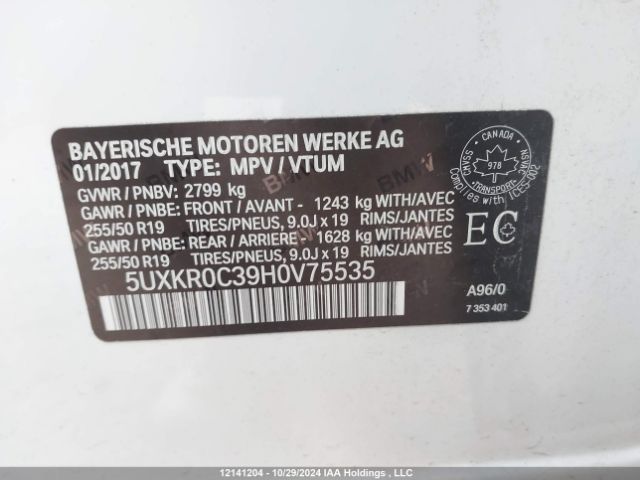 BAYERISCHE MOTOREN WERKE AG
01/2017 TYPE: MPV / VTUM
GVWR / PNBV: 2799 kg
GAWR / PNBE: FRONT / AVANT - 1243 kg WITH/AVEC
255/50 R19 TIRES/PNEUS, 9.0J x 19 RIMS/JANTES
GAWR / PNBE: REAR / ARRIERE - 1628 kg WITH/AVEC
255/50 R19 TIRES/PNEUS, 9.0J x 19 RIMS/JANTES
5UXKR0C39H0V75535
CANADA
978
TRANSPORT
Complies with ICES-002
EC
A96/0
7 353 401
12141204 - 10/29/2024 IAA Holdings, LLC